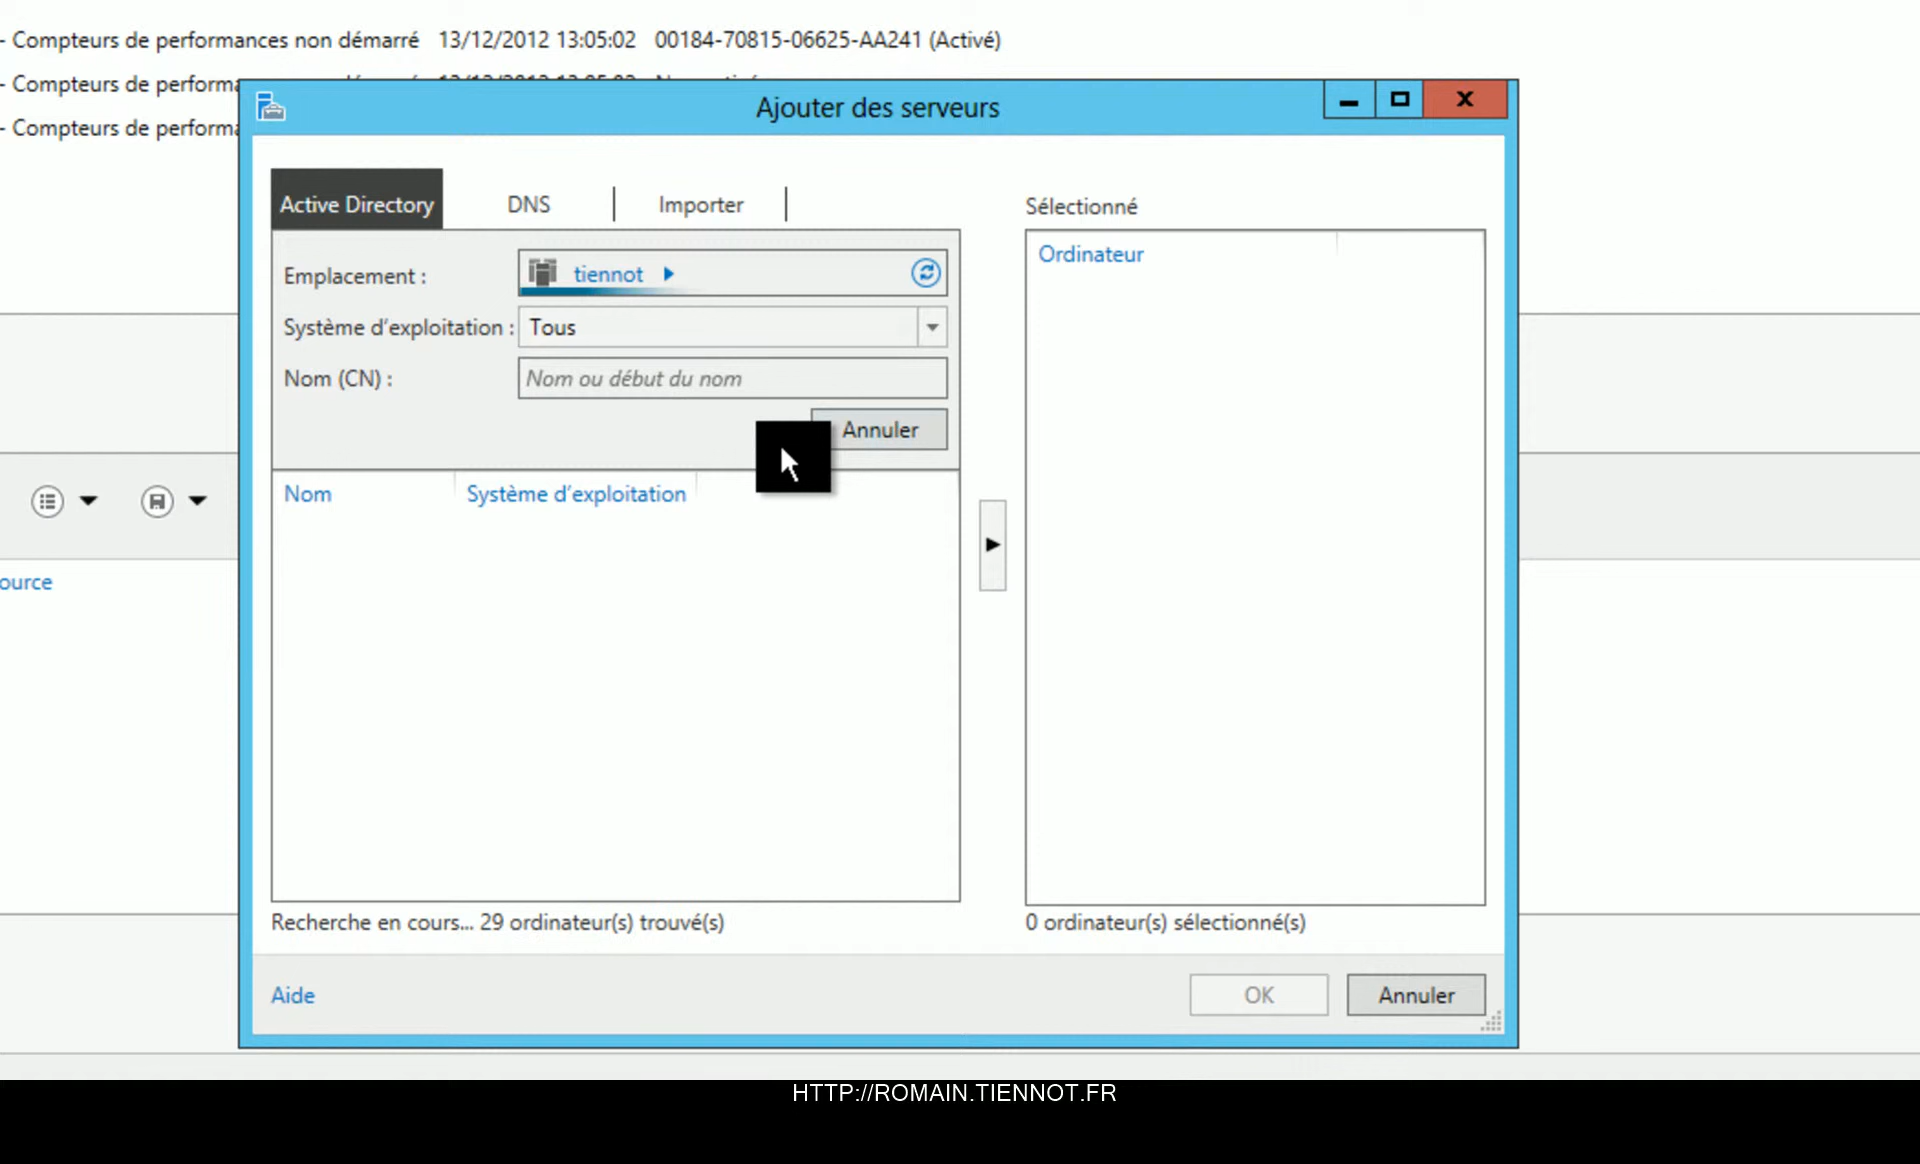 - Compteurs de performances non démarré 13/12/2012 13:05:02 00184-70815-06625-AA241 (Activé)
- Compteurs de performa
- Compteurs de performa
Ajouter des serveurs
Active Directory DNS Importer
Sélectionné
Emplacement : tiennot
Ordinateur
Système d'exploitation : Tous
Nom (CN) : Nom ou début du nom
Annuler
Nom Système d'exploitation
ource
Recherche en cours... 29 ordinateur(s) trouvé(s)
0 ordinateur(s) sélectionné(s)
Aide
OK Annuler
HTTP://ROMAIN.TIENNOT.FR